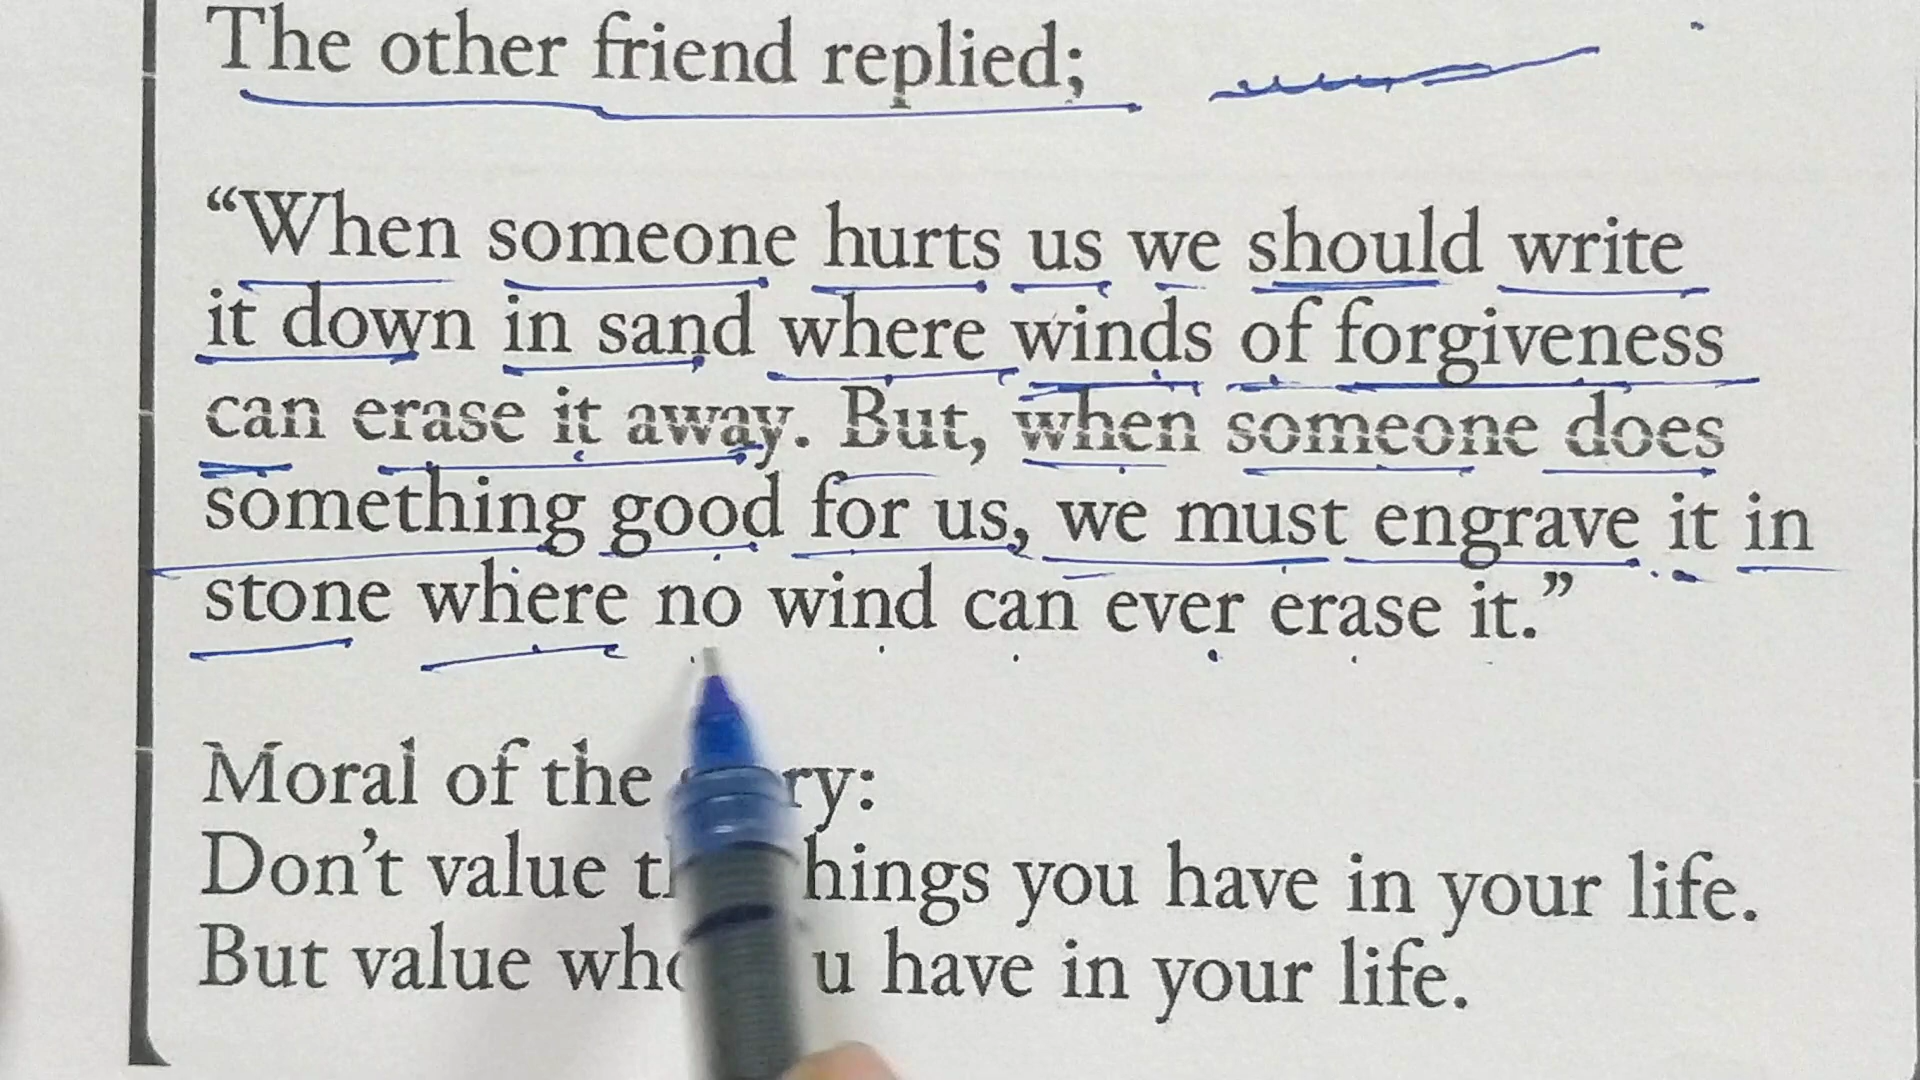 The other friend replied;
“When someone hurts us we should write
it down in sand where winds of forgiveness
can erase it away. But, when someone does
something good for us, we must engrave it in
stone where no wind can ever erase it.”
Moral of the
Don’t value you have in your life.
But value have in your life.